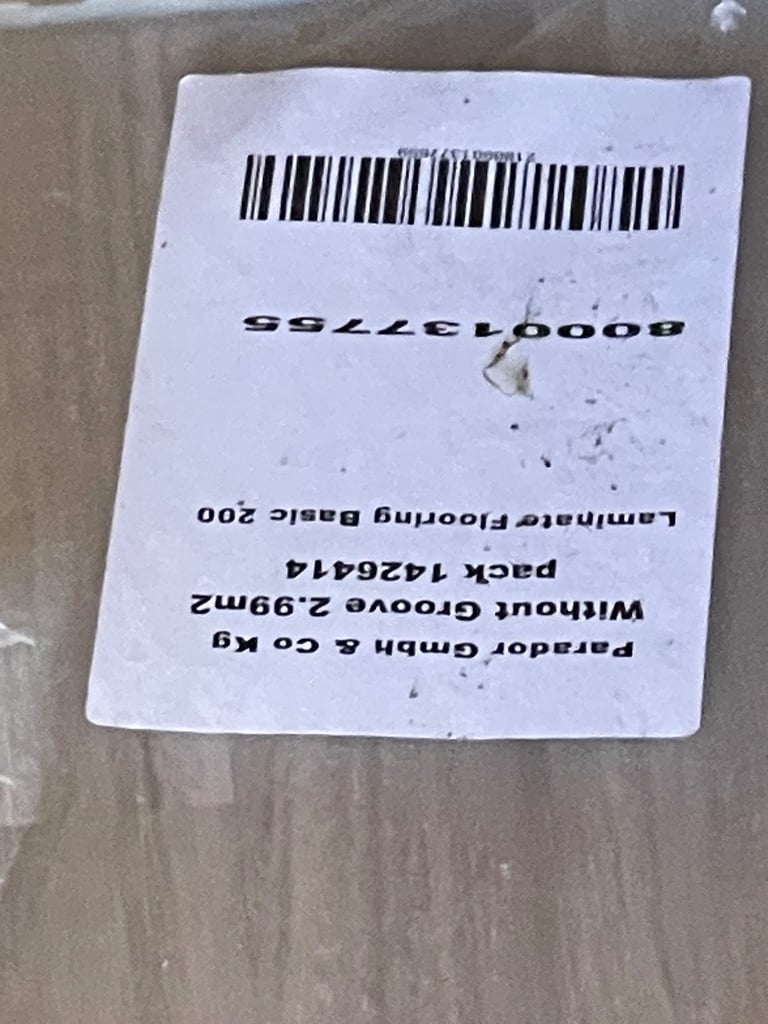 Parador Gmbh & Co Kg
Without Groove 2.99m2
pack 1426414
Laminate Flooring Basic 200
8000137755